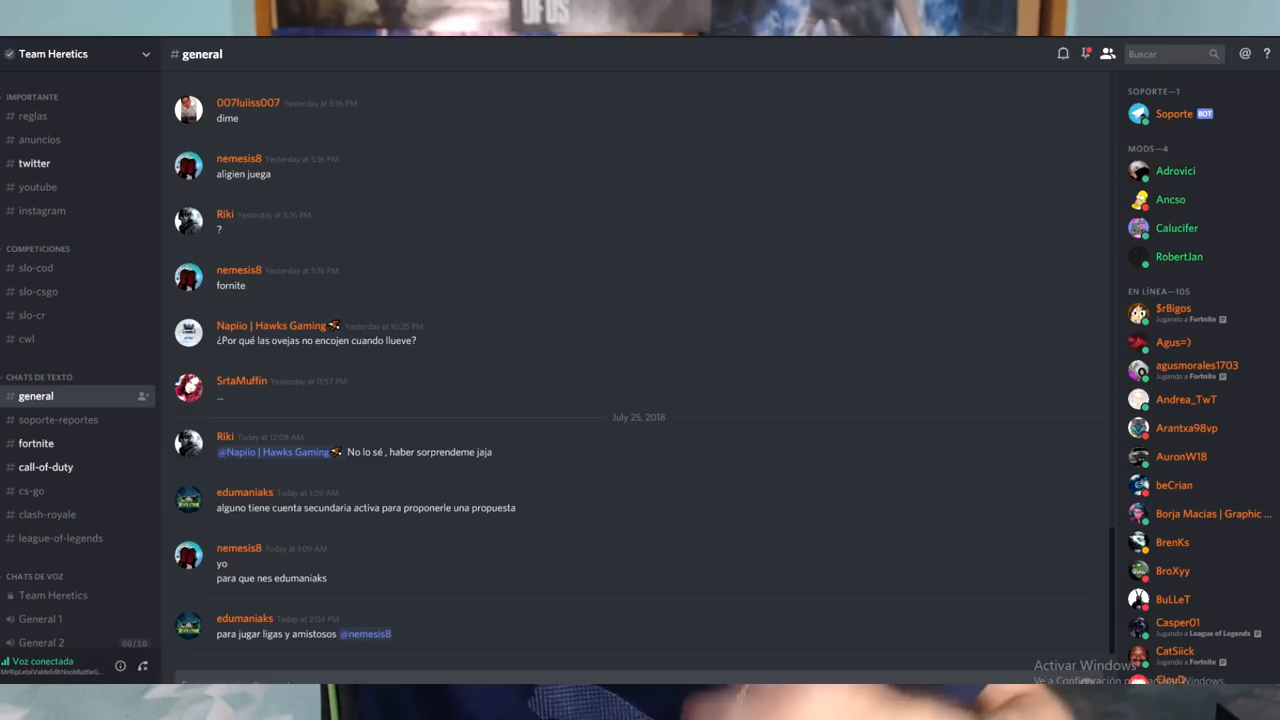 OF US
Team Heretics
# general
Buscar
@
?
IMPORTANTE
# reglas
# anuncios
# twitter
# youtube
# instagram
COMPETICIONES
# slo-cod
# slo-csgo
# slo-cr
# cwl
CHATS DE TEXTO
# general
# soporte-reportes
# fortnite
# call-of-duty
# cs-go
# clash-royale
# league-of-legends
CHATS DE VOZ
Team Heretics
General 1
General 2 00/10
Voz conectada
007luiiss007 Yesterday at 5:16 PM
dime
nemesis8 Yesterday at 5:16 PM
aligien juega
Riki Yesterday at 5:16 PM
?
nemesis8 Yesterday at 5:16 PM
fornite
Napiio | Hawks Gaming Yesterday at 10:25 PM
¿Por qué las ovejas no encojen cuando llueve?
SrtaMuffin Yesterday at 11:57 PM
...
July 25, 2018
Riki Today at 12:08 AM
@Napiio | Hawks Gaming No lo sé , haber sorprendeme jaja
edumaniaks Today at 1:09 AM
alguno tiene cuenta secundaria activa para proponerle una propuesta
nemesis8 Today at 1:09 AM
yo
para que nes edumaniaks
edumaniaks Today at 2:04 PM
para jugar ligas y amistosos @nemesis8
SOPORTE—1
Soporte BOT
MODS—4
Adrovici
Ancso
Calucifer
RobertJan
EN LÍNEA—105
$rBigos
Jugando a Fortnite
Agus=)
agusmorales1703
Jugando a Fortnite
Andrea_TwT
Arantxa98vp
AuronW18
beCrian
Borja Macias | Graphic ...
BrenKs
BroXyy
BuLLeT
Casper01
Jugando a League of Legends
CatSiick
Jugando a Fortnite
ClouD
Activar Windows
Ve a Configuración para activar Windows.